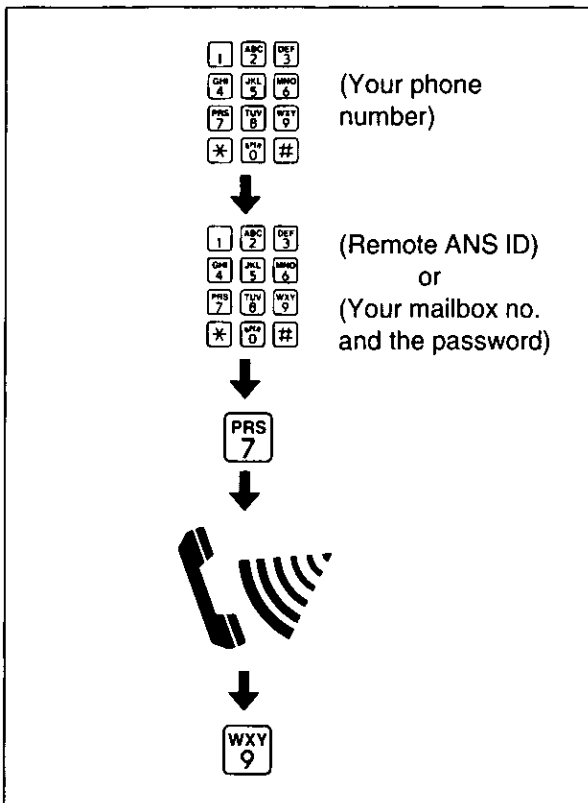 1 ABC 2 DEF 3
GHI 4 JKL 5 MNO 6
PRS 7 TUV 8 WXY 9
* 0 #
(Your phone
number)
1 ABC 2 DEF 3
GHI 4 JKL 5 MNO 6
PRS 7 TUV 8 WXY 9
* 0 #
(Remote ANS ID)
or
(Your mailbox no.
and the password)
PRS
7
WXY
9